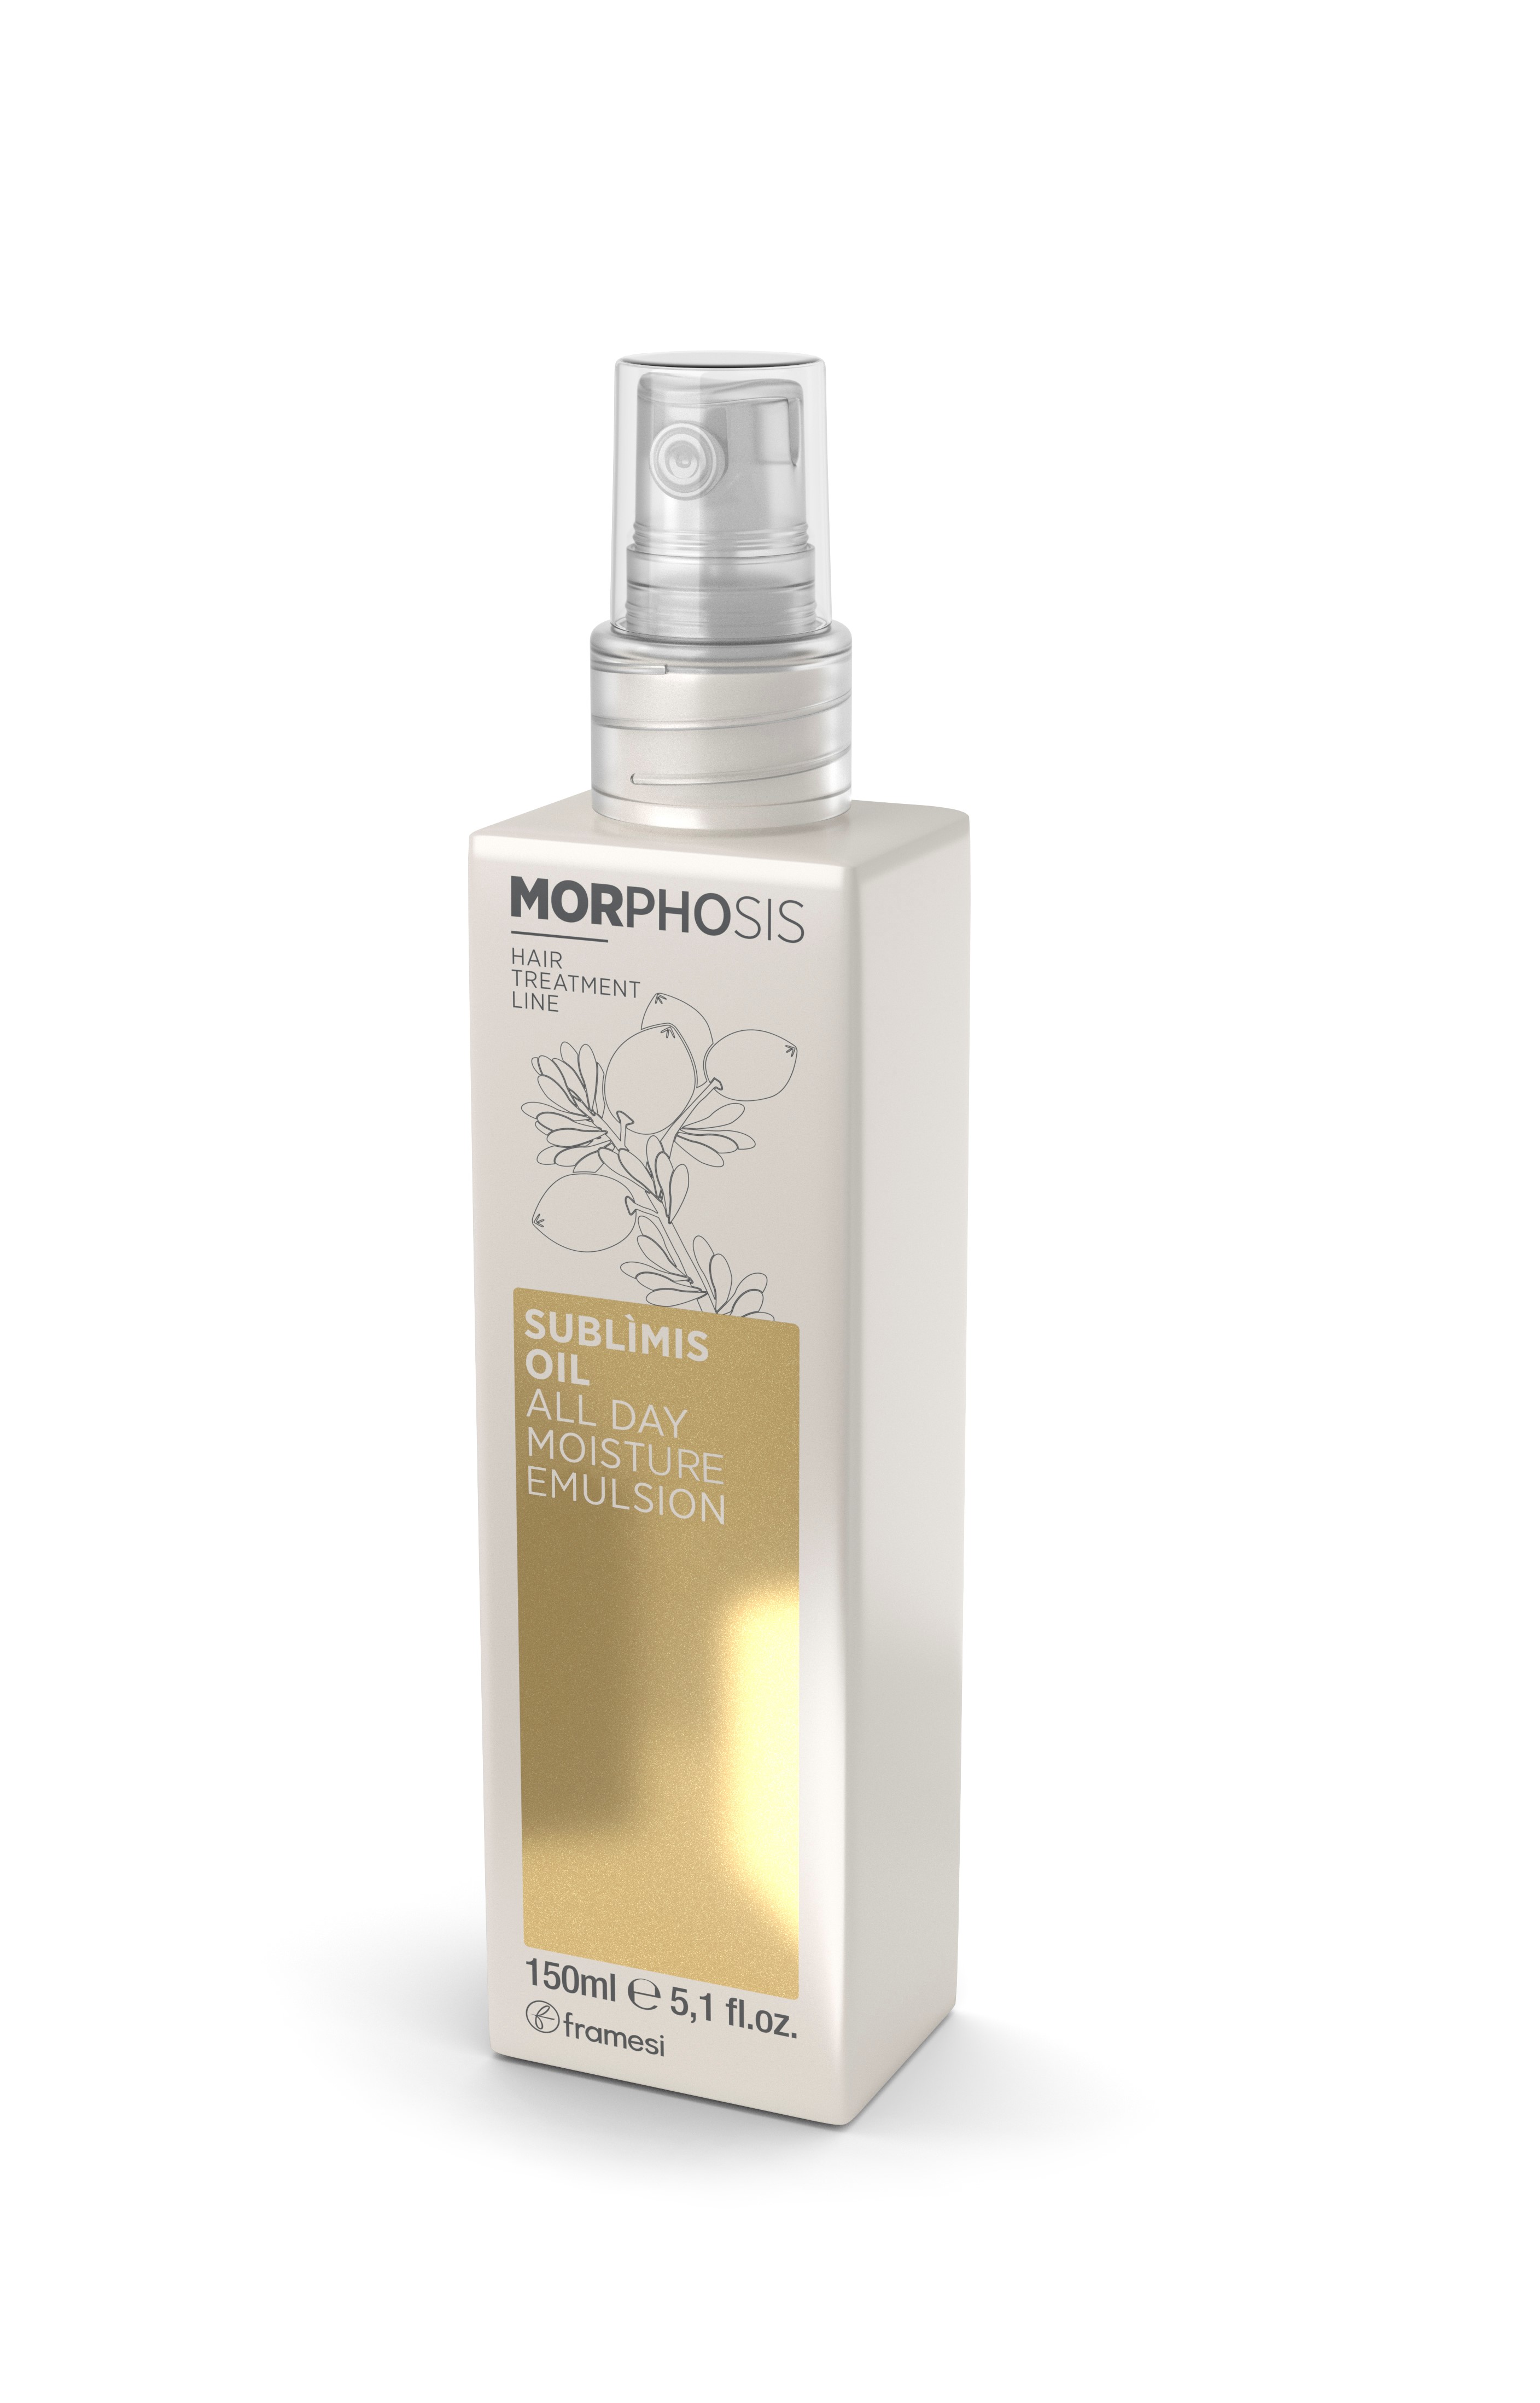 MORPHOSIS
HAIR
TREATMENT
LINE
SUBLÌMIS
OIL
ALL DAY
MOISTURE
EMULSION
150ml ℮ 5,1 fl.oz.
framesi